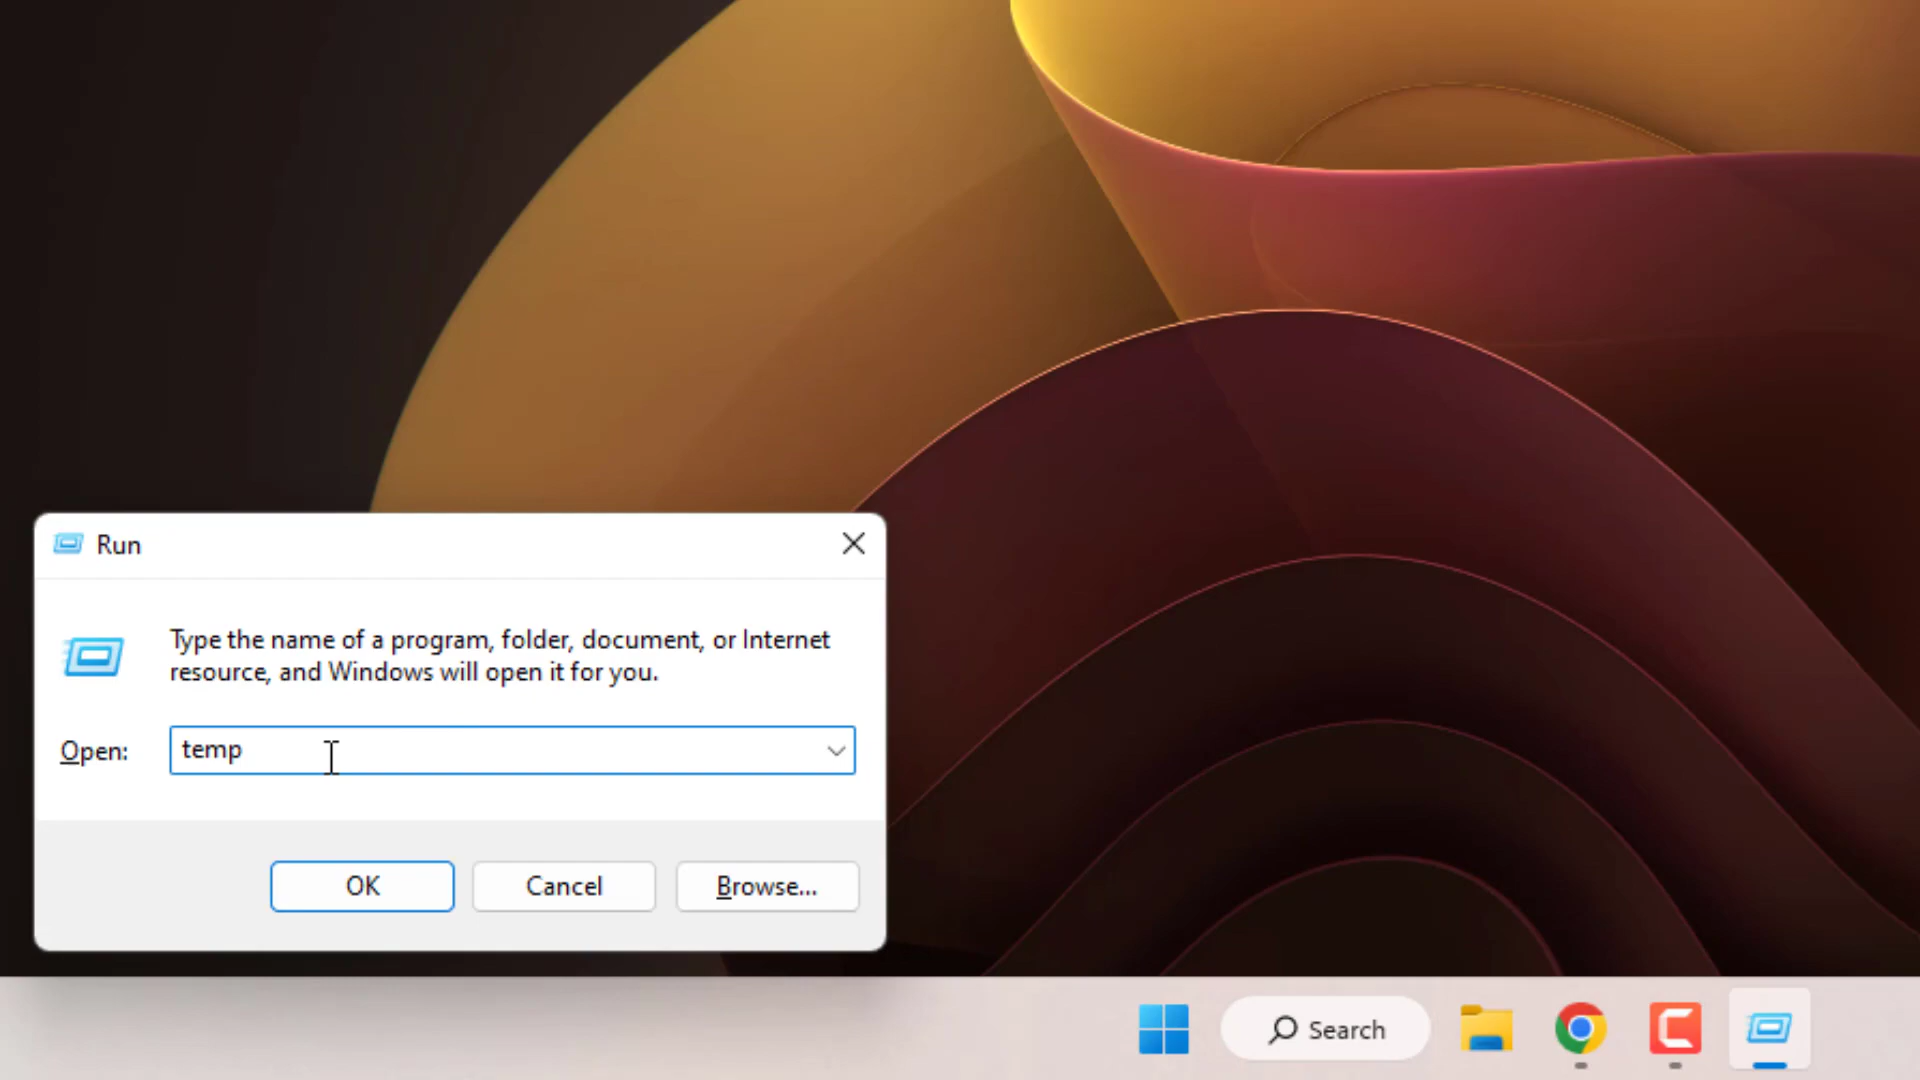 Run
Type the name of a program, folder, document, or Internet
resource, and Windows will open it for you.
Open: temp
OK Cancel Browse...
Search